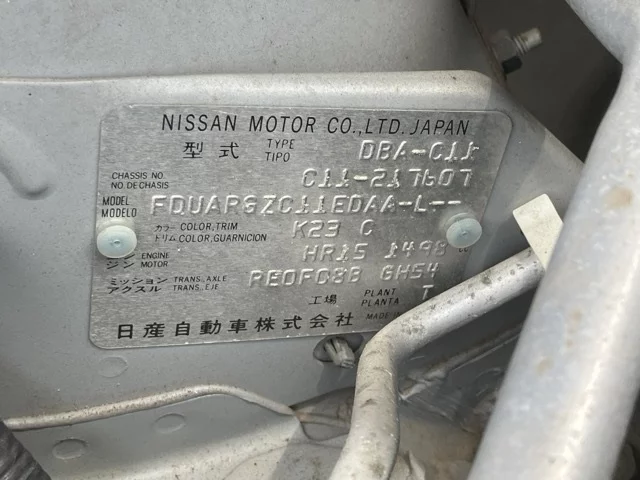 NISSAN MOTOR CO., LTD. JAPAN
型式 TYPE TIPO DBA-C11
CHASSIS NO. NO DE CHASIS C11-217607
MODEL MODELO FDUARGZC11EDAA-L--
カラー トリム COLOR,TRIM COLOR,GUARNICION K23 C
ジン ENGINE MOTOR HR15 1498 cc
ミッション アクスル TRANS.,AXLE TRANS.,EJE RE0F08B GH54
工場 PLANT PLANTA T
日産自動車株式会社 MADE